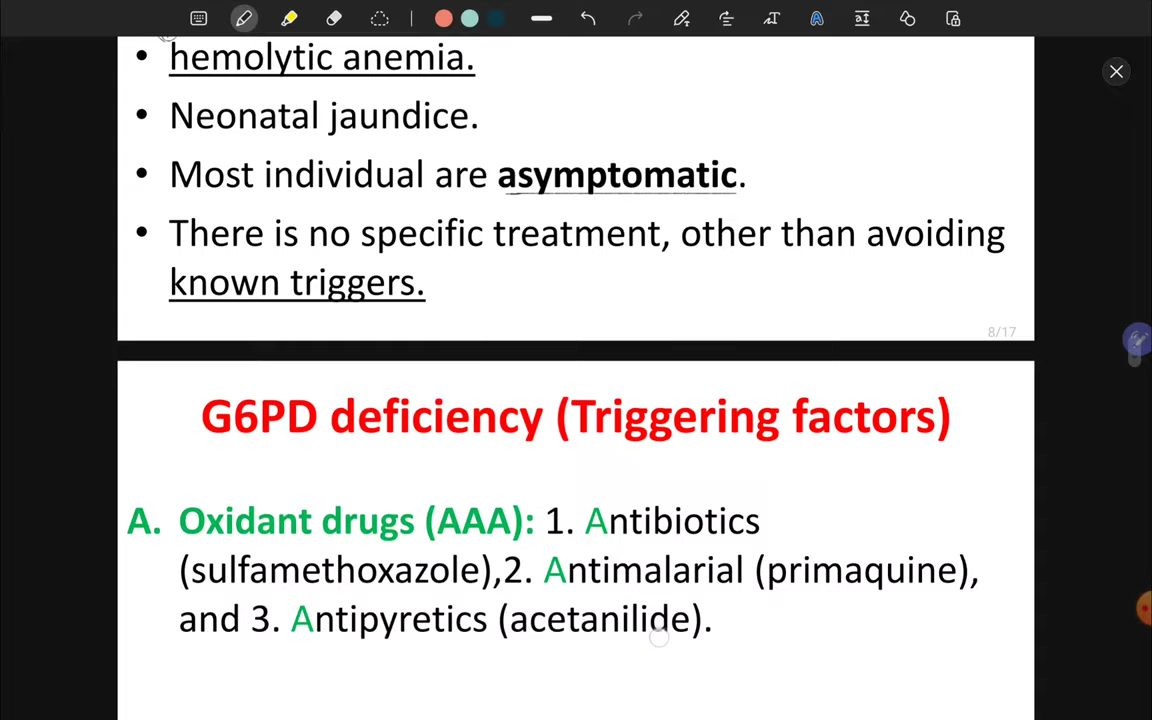 • hemolytic anemia.
• Neonatal jaundice.
• Most individual are asymptomatic.
• There is no specific treatment, other than avoiding
known triggers.
8/17
G6PD deficiency (Triggering factors)
A. Oxidant drugs (AAA): 1. Antibiotics
(sulfamethoxazole),2. Antimalarial (primaquine),
and 3. Antipyretics (acetanilide).